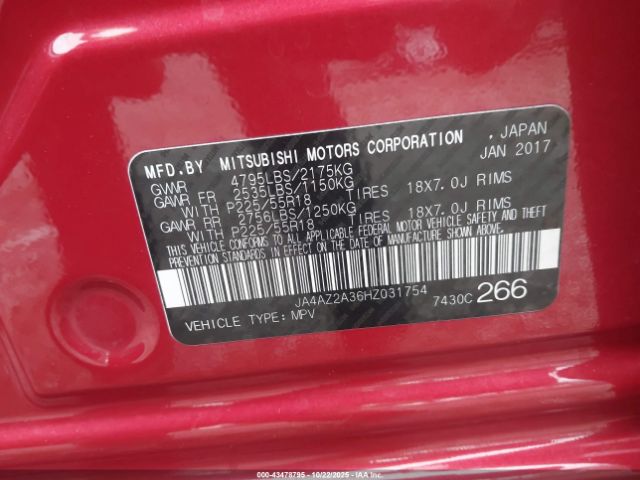 MFD.BY MITSUBISHI MOTORS CORPORATION , JAPAN
GVWR 4795LBS/2175KG JAN 2017
GAWR FR 2535LBS/1150KG
WITH P225/55R18 TIRES 18X7.0J RIMS
GAWR RR 2756LBS/1250KG
WITH P225/55R18 TIRES 18X7.0J RIMS
THIS VEHICLE CONFORMS TO ALL APPLICABLE FEDERAL MOTOR VEHICLE SAFETY AND THEFT
PREVENTION STANDARDS IN EFFECT ON THE DATE OF MANUFACTURE SHOWN ABOVE.
JA4AZ2A36HZ031754
VEHICLE TYPE: MPV 7430C 266
000-43478795 - 10/22/2025 - IAA Inc.